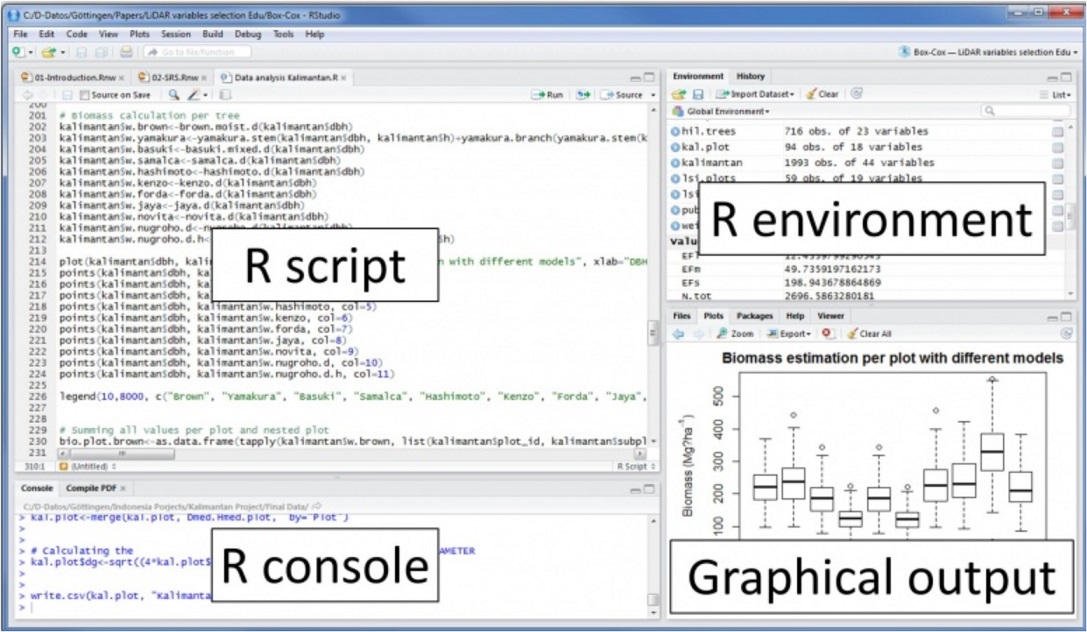 C:/D-Datos/Göttingen/Papers/LiDAR variables selection Edu/Box-Cox - RStudio
File Edit Code View Plots Session Build Debug Tools Help
Go to file/function
Box-Cox — LiDAR variables selection Edu
01-Introduction.Rnw 02-SRS.Rnw Data analysis Kalimantan.R
Source on Save Run Source
200
201 # Biomass calculation per tree
202 kalimantan$w.brown<-brown.moist.d(kalimantan$dbh)
203 kalimantan$w.yamakura<-yamakura.stem(kalimantan$dbh, kalimantan$h)+yamakura.branch(yamakura.stem(k
204 kalimantan$w.basuki<-basuki.mixed.d(kalimantan$dbh)
205 kalimantan$w.samalca<-samalca.d(kalimantan$dbh)
206 kalimantan$w.hashimoto<-hashimoto.d(kalimantan$dbh)
207 kalimantan$w.kenzo<-kenzo.d(kalimantan$dbh)
208 kalimantan$w.forda<-forda.d(kalimantan$dbh)
209 kalimantan$w.jaya<-jaya.d(kalimantan$dbh)
210 kalimantan$w.novita<-novita.d(kalimantan$dbh)
211 kalimantan$w.nugroho.d<-nugroho.d(kalimantan$dbh)
212 kalimantan$w.nugroho.d.h< $h)
213
214 plot(kalimantan$dbh, kali n with different models", xlab="DBH
215 points(kalimantan$dbh, ka
216 points(kalimantan$dbh, ka
217 points(kalimantan$dbh, ka
218 points(kalimantan$dbh, kalimantan$w.hashimoto, col=5)
219 points(kalimantan$dbh, kalimantan$w.kenzo, col=6)
220 points(kalimantan$dbh, kalimantan$w.forda, col=7)
221 points(kalimantan$dbh, kalimantan$w.jaya, col=8)
222 points(kalimantan$dbh, kalimantan$w.novita, col=9)
223 points(kalimantan$dbh, kalimantan$w.nugroho.d, col=10)
224 points(kalimantan$dbh, kalimantan$w.nugroho.d.h, col=11)
225
226 legend(10,8000, c("Brown", "Yamakura", "Basuki", "Samalca", "Hashimoto", "Kenzo", "Forda", "Jaya",
227
228
229 # Summing all values per plot and nested plot
230 bio.plot.brown<-as.data.frame(tapply(kalimantan$w.brown, list(kalimantan$plot_id, kalimantan$subpl
231
310:1 (Untitled) R Script
R script
Console Compile PDF
C:/D-Datos/Göttingen/Indonesia Porjects/Kalimantan Project/Final Data/
> kal.plot<-merge(kal.plot, Dmed.Hmed.plot, by="Plot")
>
>
> # Calculating the AMETER
> kal.plot$dg<-sqrt((4*kal.plot$
>
>
> write.csv(kal.plot, "Kalimanta
>
R console
Environment History
Import Dataset Clear List
Global Environment
hil.trees 716 obs. of 23 variables
kal.plot 94 obs. of 18 variables
kalimantan 1993 obs. of 44 variables
lsi.plots 59 obs. of 19 variables
lsi
pub
wei
Valu
EFl
EFm 49.7359197162173
EFs 198.943678864869
N.tot 2696.5863280181
R environment
Files Plots Packages Help Viewer
Zoom Export Clear All
Biomass estimation per plot with different models
Biomass (Mg?ha⁻¹)
500
400
300
200
100
Graphical output